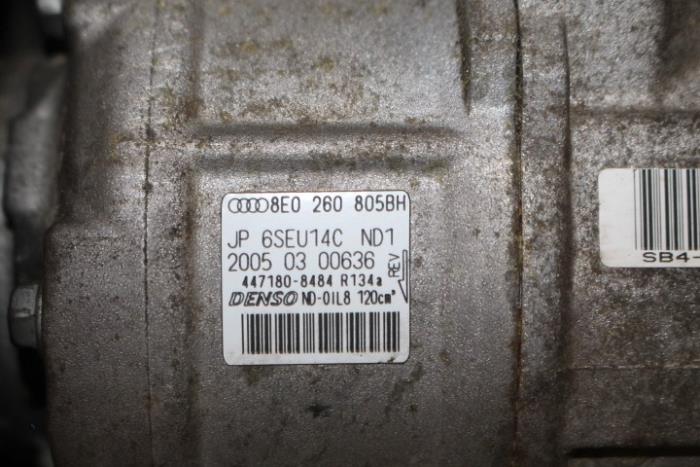 8E0 260 805BH
JP 6SEU14C ND1
2005 03 00636
REV
447180-8484 R134a
DENSO ND-OIL8 120cm³
SB4-